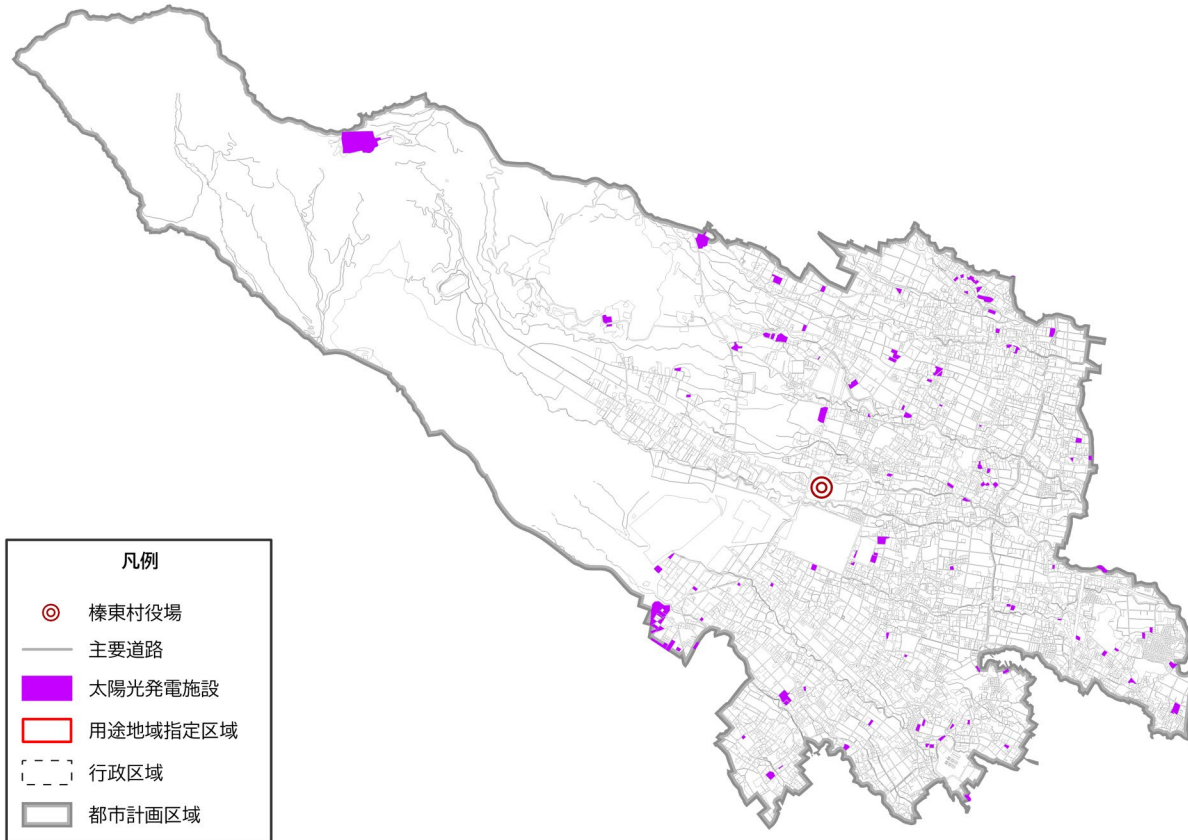 凡例
榛東村役場
主要道路
太陽光発電施設
用途地域指定区域
行政区域
都市計画区域